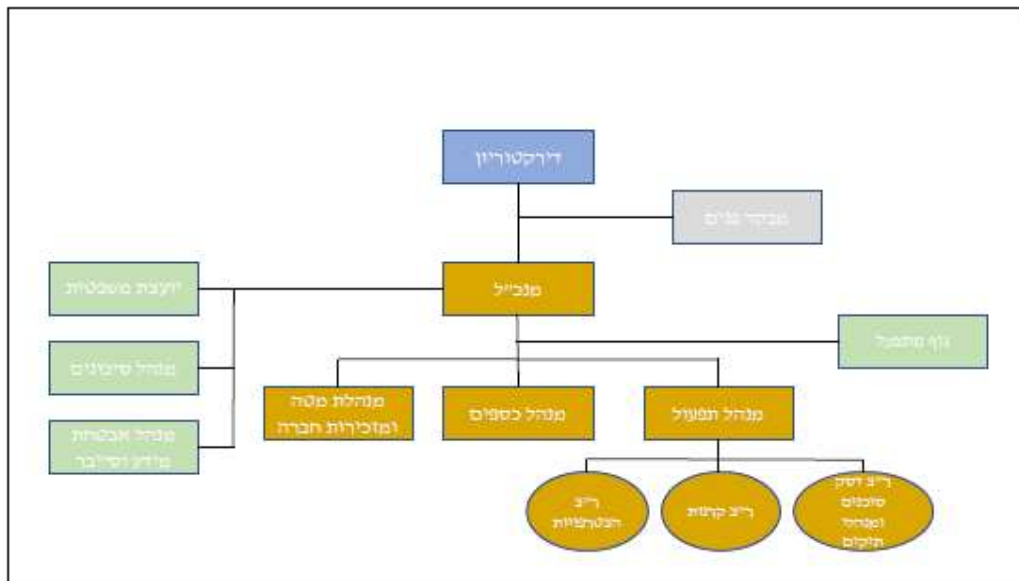 דירקטוריון
מבקר פנים
מנכ"ל
יועצת משפטית
גוף מתפעל
מנהל סיכונים
מנהל אבטחת
מידע וסייבר
מנהל תפעול
מנהל כספים
מנהלת מטה
ומזכירות חברה
ר"צ דסק
סוכנים
ומנהלי
תיקים
ר"צ קרנות
ר"צ
הצטרפויות